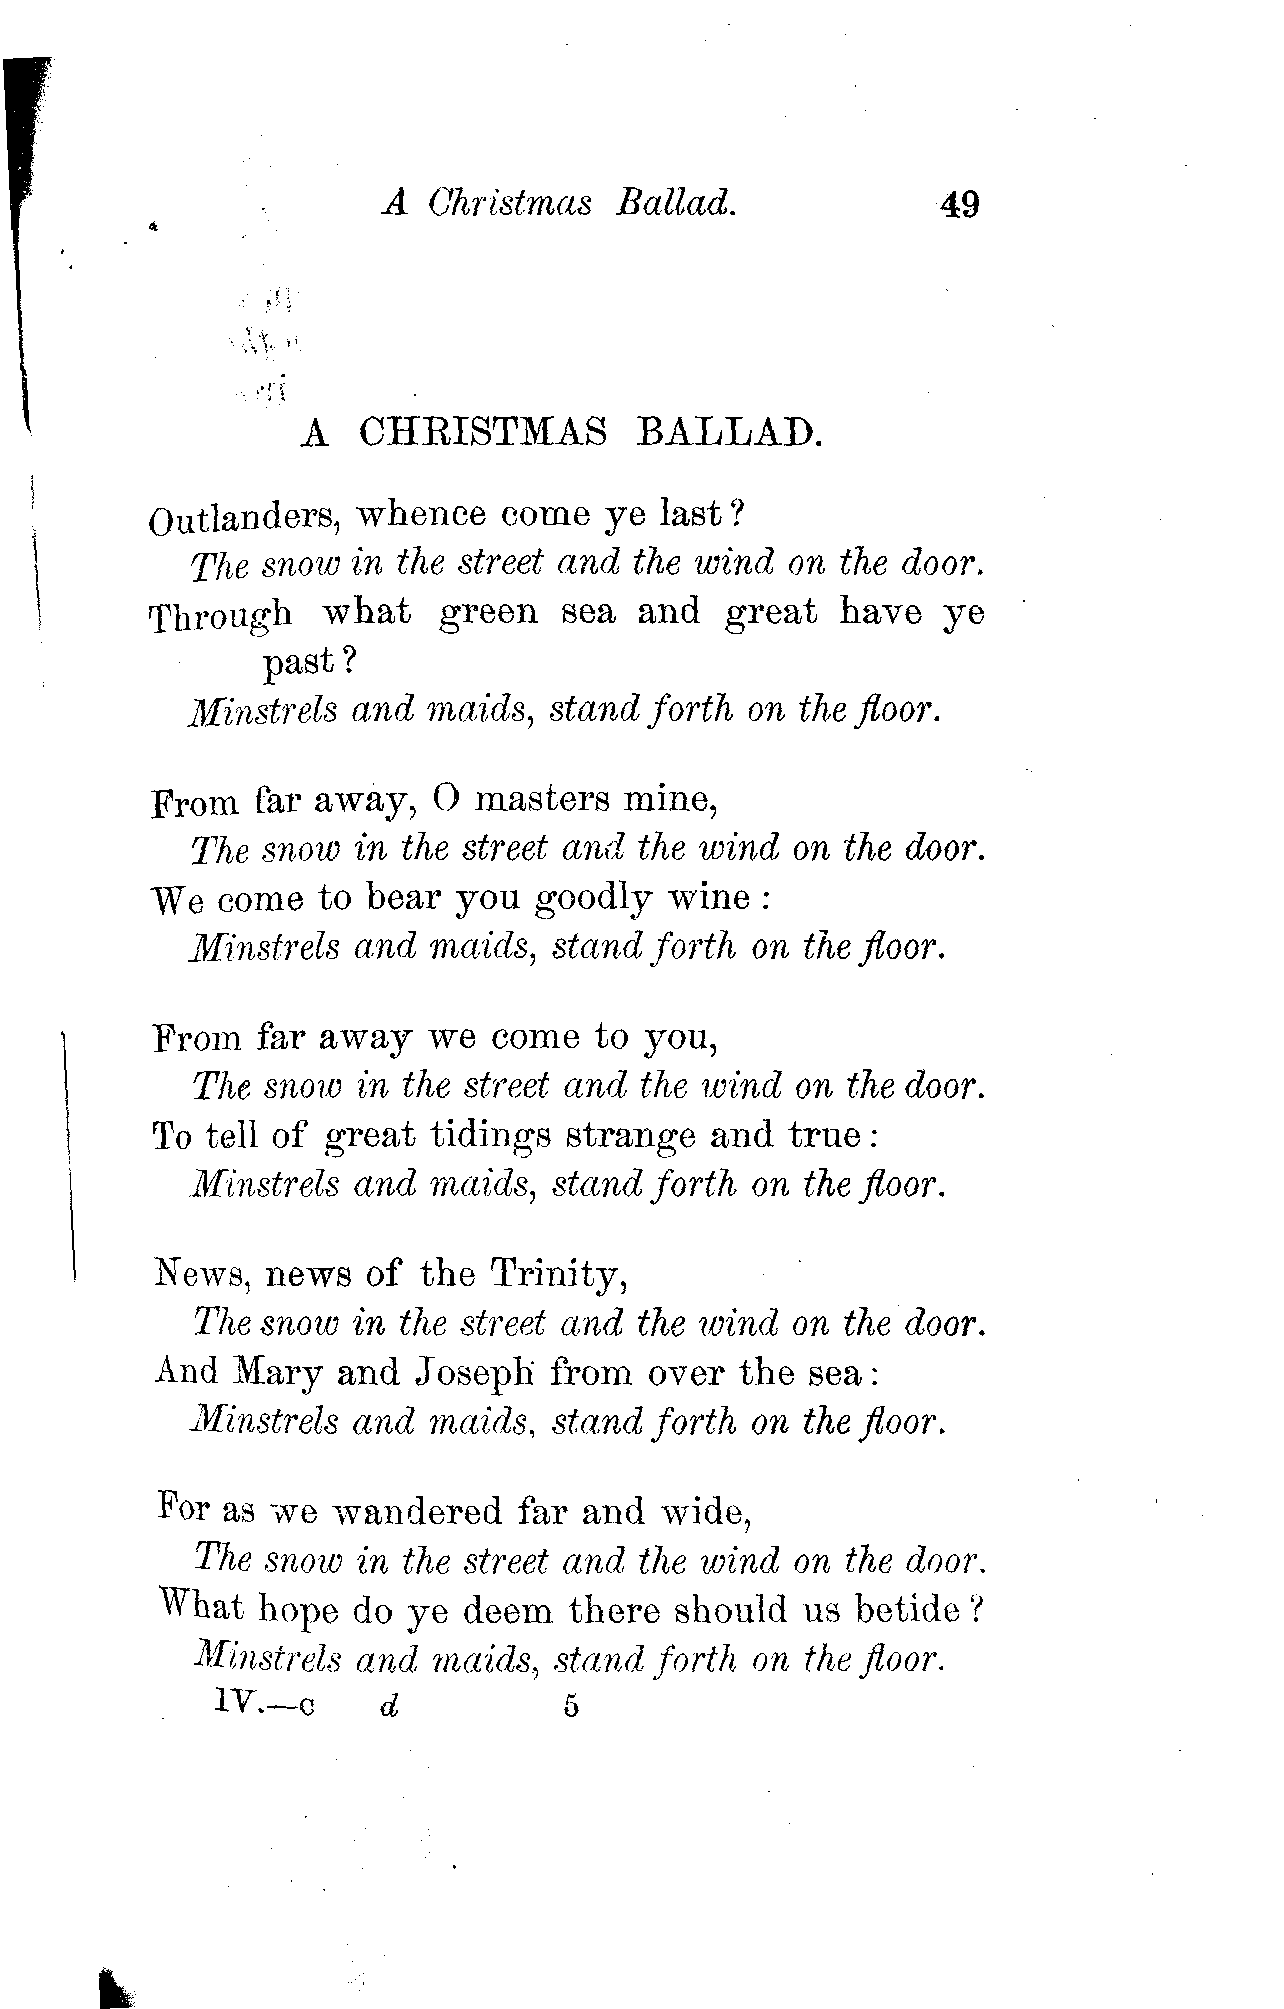 A Christmas Ballad. 49
A CHRISTMAS BALLAD.
Outlanders, whence come ye last?
The snow in the street and the wind on the door.
Through what green sea and great have ye
past?
Minstrels and maids, stand forth on the floor.
From far away, O masters mine,
The snow in the street and the wind on the door.
We come to bear you goodly wine :
Minstrels and maids, stand forth on the floor.
From far away we come to you,
The snow in the street and the wind on the door.
To tell of great tidings strange and true :
Minstrels and maids, stand forth on the floor.
News, news of the Trinity,
The snow in the street and the wind on the door.
And Mary and Joseph from over the sea :
Minstrels and maids, stand forth on the floor.
For as we wandered far and wide,
The snow in the street and the wind on the door.
What hope do ye deem there should us betide ?
Minstrels and maids, stand forth on the floor.
IV.—c d 5